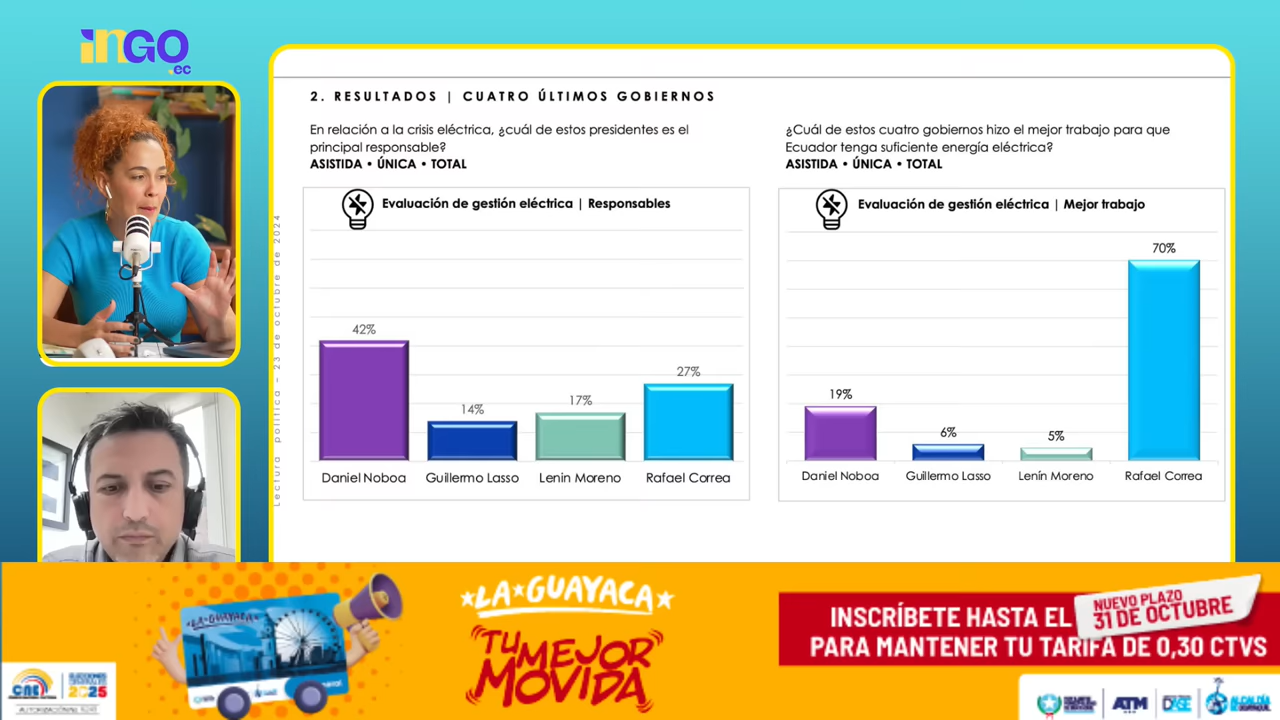 inGO
.ec
2. RESULTADOS | CUATRO ÚLTIMOS GOBIERNOS
En relación a la crisis eléctrica, ¿cuál de estos presidentes es el
principal responsable?
ASISTIDA • ÚNICA • TOTAL
Evaluación de gestión eléctrica | Responsables
42%
14%
17%
27%
Daniel Noboa
Guillermo Lasso
Lenin Moreno
Rafael Correa
¿Cuál de estos cuatro gobiernos hizo el mejor trabajo para que
Ecuador tenga suficiente energía eléctrica?
ASISTIDA • ÚNICA • TOTAL
Evaluación de gestión eléctrica | Mejor trabajo
19%
6%
5%
70%
Daniel Noboa
Guillermo Lasso
Lenín Moreno
Rafael Correa
Lectura política – 23 de octubre de 2024
LA GUAYACA
LA GUAYACA
TU MEJOR
MOVIDA
INSCRÍBETE HASTA EL
NUEVO PLAZO
31 DE OCTUBRE
PARA MANTENER TU TARIFA DE 0,30 CTVS
CNE
2025
ATM
DASE
ALCALDÍA